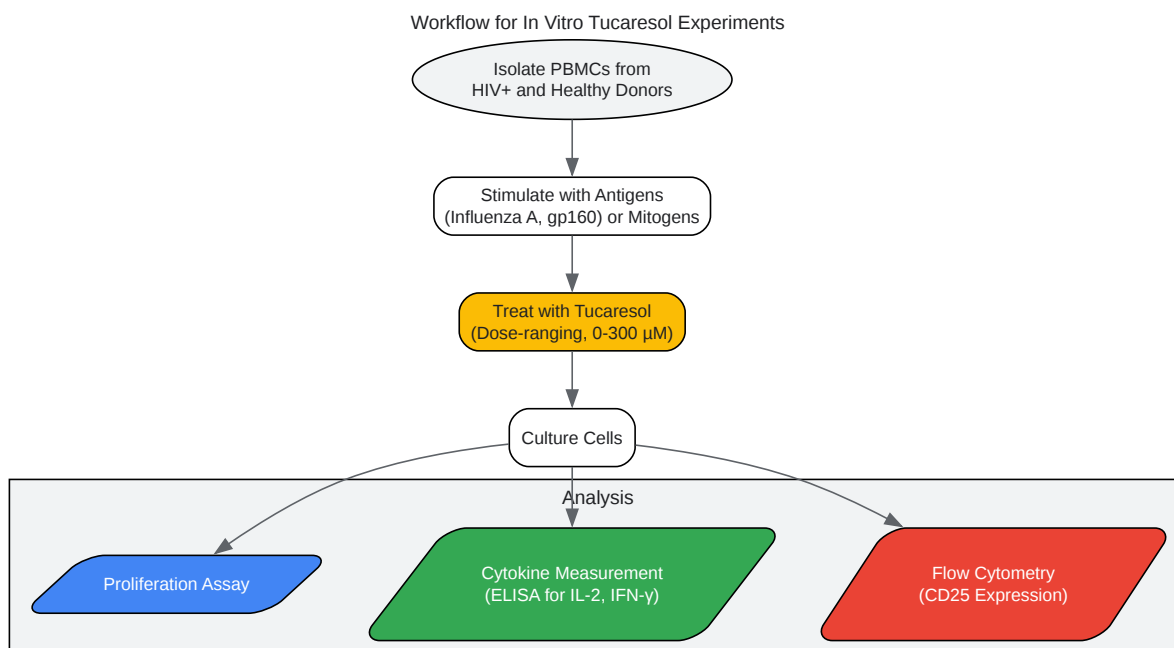 Workflow for In Vitro Tucaresol Experiments
Isolate PBMCs from
HIV+ and Healthy Donors
Stimulate with Antigens
(Influenza A, gp160) or Mitogens
Treat with Tucaresol
(Dose-ranging, 0-300 µM)
Culture Cells
Analysis
Proliferation Assay
Cytokine Measurement
(ELISA for IL-2, IFN-γ)
Flow Cytometry
(CD25 Expression)